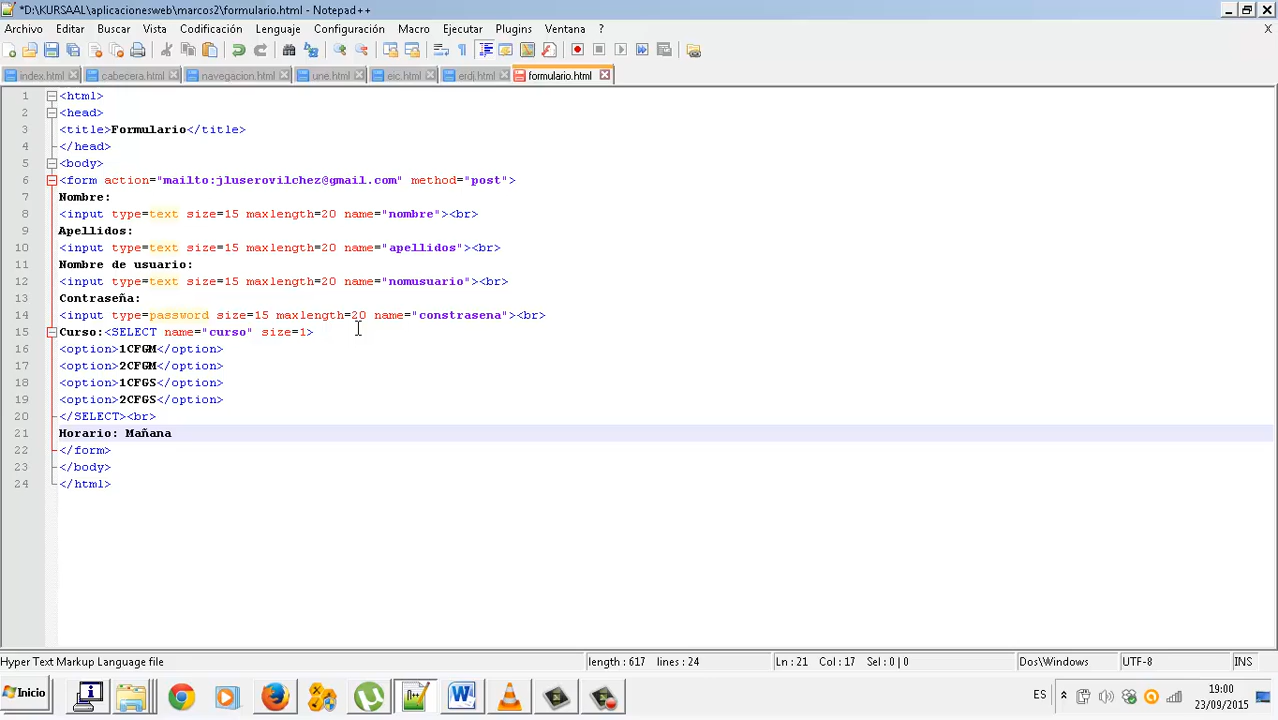 *D:\KURSAAL\aplicacionesweb\marcos2\formulario.html - Notepad++
Archivo Editar Buscar Vista Codificación Lenguaje Configuración Macro Ejecutar Plugins Ventana ? X
index.html cabecera.html navegacion.html une.html eic.html erdj.html formulario.html
1 <html>
2 <head>
3 <title>Formulario</title>
4 </head>
5 <body>
6 <form action="mailto:jluserovilchez@gmail.com" method="post">
7 Nombre:
8 <input type=text size=15 maxlength=20 name="nombre"><br>
9 Apellidos:
10 <input type=text size=15 maxlength=20 name="apellidos"><br>
11 Nombre de usuario:
12 <input type=text size=15 maxlength=20 name="nomusuario"><br>
13 Contraseña:
14 <input type=password size=15 maxlength=20 name="constrasena"><br>
15 Curso:<SELECT name="curso" size=1>
16 <option>1CFGM</option>
17 <option>2CFGM</option>
18 <option>1CFGS</option>
19 <option>2CFGS</option>
20 </SELECT><br>
21 Horario: Mañana
22 </form>
23 </body>
24 </html>
Hyper Text Markup Language file length : 617 lines : 24 Ln : 21 Col : 17 Sel : 0 | 0 Dos\Windows UTF-8 INS
Inicio ES 19:00
23/09/2015